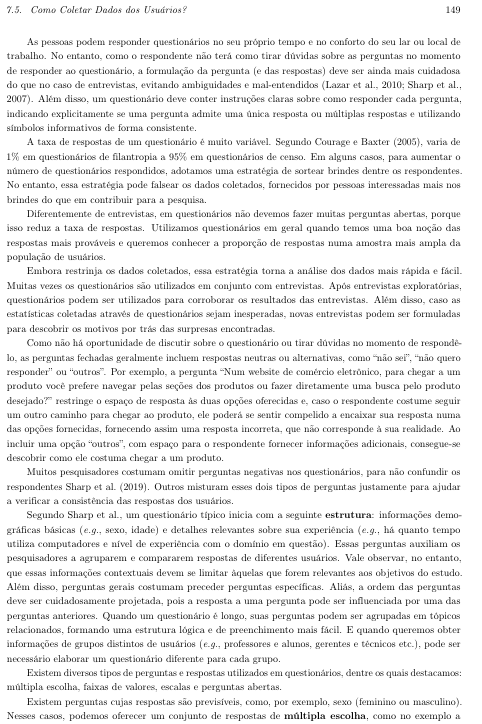 7.5. Como Coletar Dados dos Usuários? 149
As pessoas podem responder questionários no seu próprio tempo e no conforto do seu lar ou local de
trabalho. No entanto, como o respondente não terá como tirar dúvidas sobre as perguntas no momento
de responder ao questionário, a formulação da pergunta (e das respostas) deve ser ainda mais cuidadosa
do que no caso de entrevistas, evitando ambiguidades e mal-entendidos (Lazar et al., 2010; Sharp et al.,
2007). Além disso, um questionário deve conter instruções claras sobre como responder cada pergunta,
indicando explicitamente se uma pergunta admite uma única resposta ou múltiplas respostas e utilizando
símbolos informativos de forma consistente.
A taxa de respostas de um questionário é muito variável. Segundo Courage e Baxter (2005), varia de
1% em questionários de filantropia a 95% em questionários de censo. Em alguns casos, para aumentar o
número de questionários respondidos, adotamos uma estratégia de sortear brindes dentre os respondentes.
No entanto, essa estratégia pode falsear os dados coletados, fornecidos por pessoas interessadas mais nos
brindes do que em contribuir para a pesquisa.
Diferentemente de entrevistas, em questionários não devemos fazer muitas perguntas abertas, porque
isso reduz a taxa de respostas. Utilizamos questionários em geral quando temos uma boa noção das
respostas mais prováveis e queremos conhecer a proporção de respostas numa amostra mais ampla da
população de usuários.
Embora restrinja os dados coletados, essa estratégia torna a análise dos dados mais rápida e fácil.
Muitas vezes os questionários são utilizados em conjunto com entrevistas. Após entrevistas exploratórias,
questionários podem ser utilizados para corroborar os resultados das entrevistas. Além disso, caso as
estatísticas coletadas através de questionários sejam inesperadas, novas entrevistas podem ser formuladas
para descobrir os motivos por trás das surpresas encontradas.
Como não há oportunidade de discutir sobre o questionário ou tirar dúvidas no momento de respondê-
lo, as perguntas fechadas geralmente incluem respostas neutras ou alternativas, como “não sei”, “não quero
responder” ou “outros”. Por exemplo, a pergunta “Num website de comércio eletrônico, para chegar a um
produto você prefere navegar pelas seções dos produtos ou fazer diretamente uma busca pelo produto
desejado?” restringe o espaço de resposta às duas opções oferecidas e, caso o respondente costume seguir
um outro caminho para chegar ao produto, ele poderá se sentir compelido a encaixar sua resposta numa
das opções fornecidas, fornecendo assim uma resposta incorreta, que não corresponde à sua realidade. Ao
incluir uma opção “outros”, com espaço para o respondente fornecer informações adicionais, consegue-se
descobrir como ele costuma chegar a um produto.
Muitos pesquisadores costumam omitir perguntas negativas nos questionários, para não confundir os
respondentes Sharp et al. (2019). Outros misturam esses dois tipos de perguntas justamente para ajudar
a verificar a consistência das respostas dos usuários.
Segundo Sharp et al., um questionário típico inicia com a seguinte estrutura: informações demo-
gráficas básicas (e.g., sexo, idade) e detalhes relevantes sobre sua experiência (e.g., há quanto tempo
utiliza computadores e nível de experiência com o domínio em questão). Essas perguntas auxiliam os
pesquisadores a agruparem e compararem respostas de diferentes usuários. Vale observar, no entanto,
que essas informações contextuais devem se limitar àquelas que forem relevantes aos objetivos do estudo.
Além disso, perguntas gerais costumam preceder perguntas específicas. Aliás, a ordem das perguntas
deve ser cuidadosamente projetada, pois a resposta a uma pergunta pode ser influenciada por uma das
perguntas anteriores. Quando um questionário é longo, suas perguntas podem ser agrupadas em tópicos
relacionados, formando uma estrutura lógica e de preenchimento mais fácil. E quando queremos obter
informações de grupos distintos de usuários (e.g., professores e alunos, gerentes e técnicos etc.), pode ser
necessário elaborar um questionário diferente para cada grupo.
Existem diversos tipos de perguntas e respostas utilizados em questionários, dentre os quais destacamos:
múltipla escolha, faixas de valores, escalas e perguntas abertas.
Existem perguntas cujas respostas são previsíveis, como, por exemplo, sexo (feminino ou masculino).
Nesses casos, podemos oferecer um conjunto de respostas de múltipla escolha, como no exemplo a